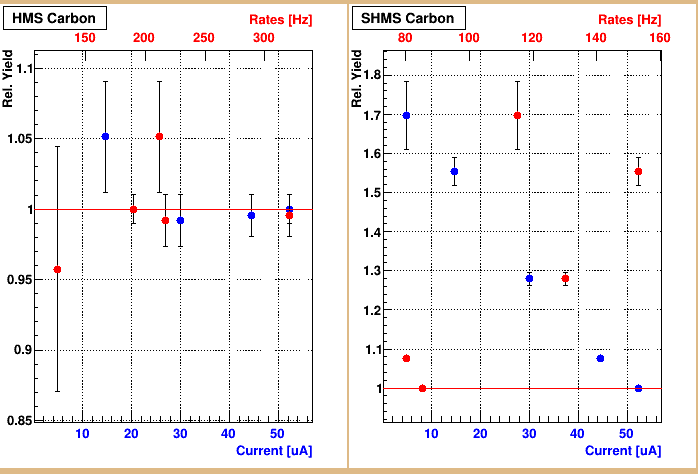 HMS Carbon
Rates [Hz]
150 200 250 300
Rel. Yield
1.1
1.05
1
0.95
0.9
0.85
10 20 30 40 50
Current [uA]
SHMS Carbon
Rates [Hz]
80 100 120 140 160
Rel. Yield
1.8
1.7
1.6
1.5
1.4
1.3
1.2
1.1
1
10 20 30 40 50
Current [uA]